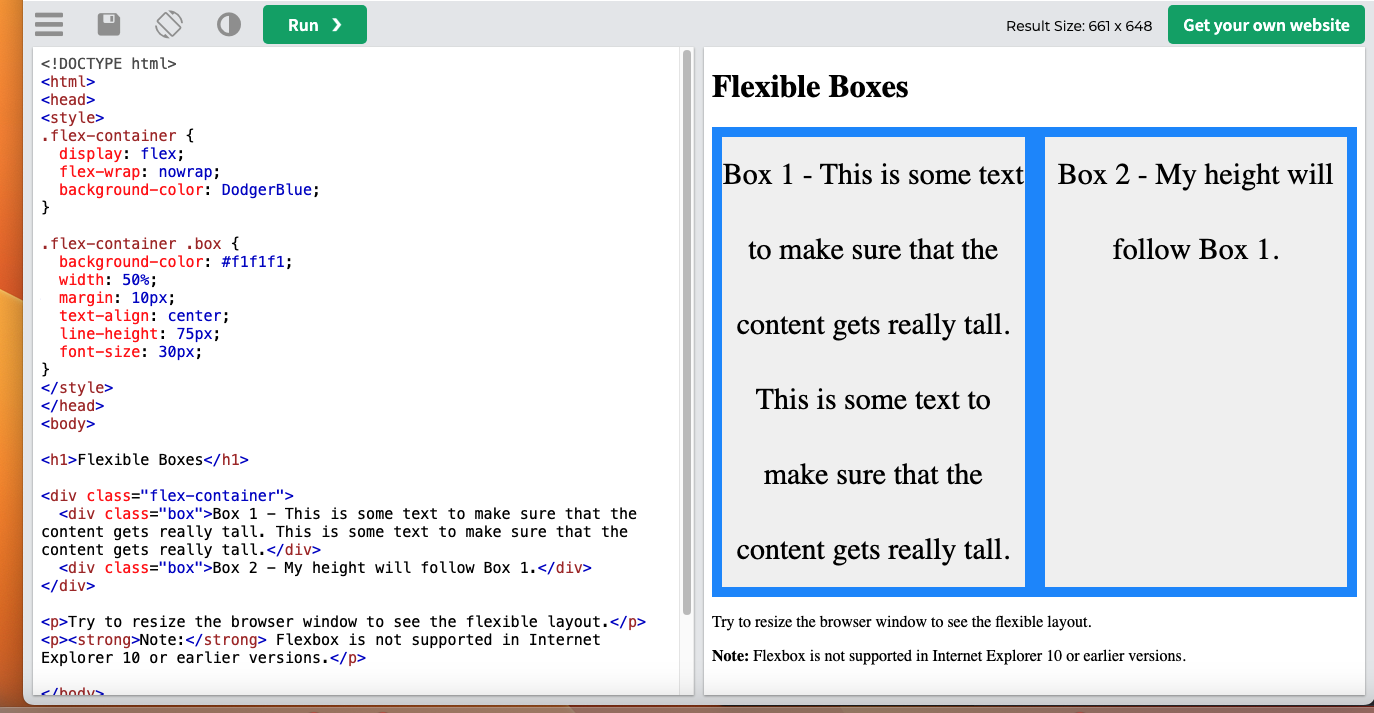 Run ❯
Result Size: 661 x 648
Get your own website
<!DOCTYPE html>
<html>
<head>
<style>
.flex-container {
  display: flex;
  flex-wrap: nowrap;
  background-color: DodgerBlue;
}

.flex-container .box {
  background-color: #f1f1f1;
  width: 50%;
  margin: 10px;
  text-align: center;
  line-height: 75px;
  font-size: 30px;
}
</style>
</head>
<body>

<h1>Flexible Boxes</h1>

<div class="flex-container">
  <div class="box">Box 1 - This is some text to make sure that the
content gets really tall. This is some text to make sure that the
content gets really tall.</div>
  <div class="box">Box 2 - My height will follow Box 1.</div>
</div>

<p>Try to resize the browser window to see the flexible layout.</p>
<p><strong>Note:</strong> Flexbox is not supported in Internet
Explorer 10 or earlier versions.</p>

</body>
Flexible Boxes
Box 1 - This is some text
to make sure that the
content gets really tall.
This is some text to
make sure that the
content gets really tall.
Box 2 - My height will
follow Box 1.
Try to resize the browser window to see the flexible layout.
Note: Flexbox is not supported in Internet Explorer 10 or earlier versions.